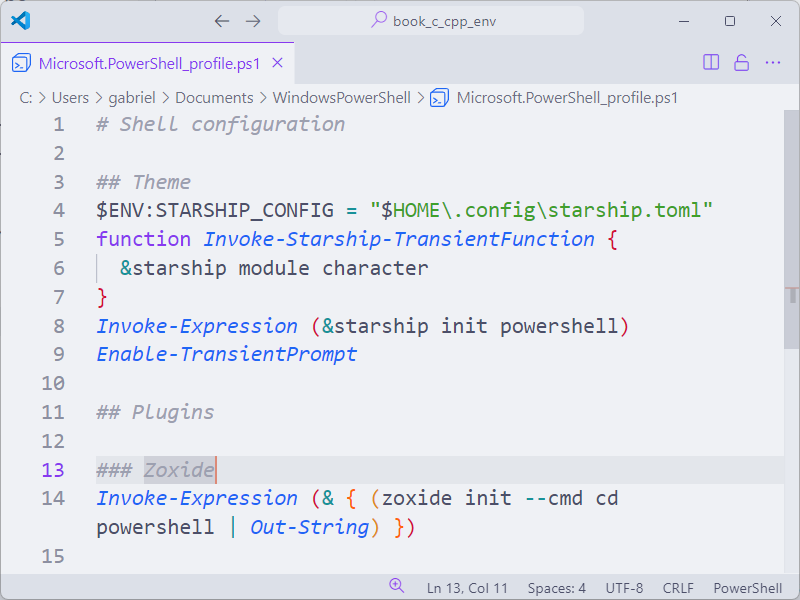 book_c_cpp_env
Microsoft.PowerShell_profile.ps1
C: > Users > gabriel > Documents > WindowsPowerShell > Microsoft.PowerShell_profile.ps1
1 # Shell configuration
2
3 ## Theme
4 $ENV:STARSHIP_CONFIG = "$HOME\.config\starship.toml"
5 function Invoke-Starship-TransientFunction {
6 &starship module character
7 }
8 Invoke-Expression (&starship init powershell)
9 Enable-TransientPrompt
10
11 ## Plugins
12
13 ### Zoxide
14 Invoke-Expression (& { (zoxide init --cmd cd
powershell | Out-String) })
15
Ln 13, Col 11 Spaces: 4 UTF-8 CRLF PowerShell